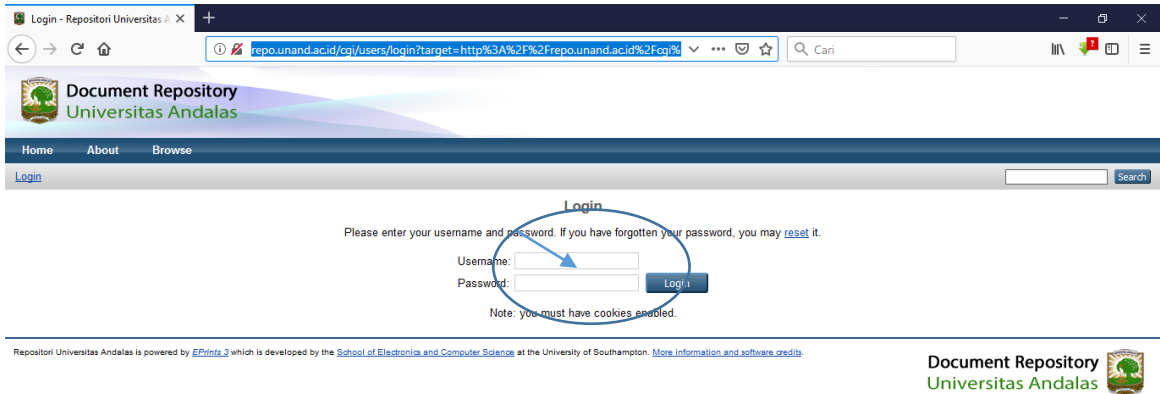 Login - Repositori Universitas A
repo.unand.ac.id/cgi/users/login?target=http%3A%2F%2Frepo.unand.ac.id%2Fcgi%
Cari
Document Repository
Universitas Andalas
Home About Browse
Login
Search
Login
Please enter your username and password. If you have forgotten your password, you may reset it.
Username:
Password:
Login
Note: you must have cookies enabled.
Repositori Universitas Andalas is powered by EPrints 3 which is developed by the School of Electronics and Computer Science at the University of Southampton. More information and software credits.
Document Repository
Universitas Andalas